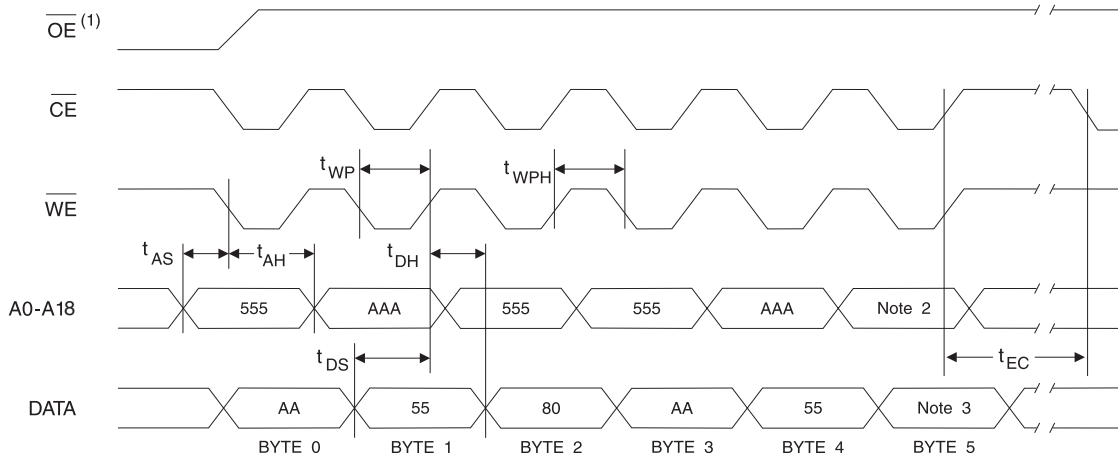 OE (1)
CE
t WP
t WPH
WE
t AS
t AH
t DH
A0-A18 555 AAA 555 555 AAA Note 2
t DS
t EC
DATA AA 55 80 AA 55 Note 3
BYTE 0 BYTE 1 BYTE 2 BYTE 3 BYTE 4 BYTE 5